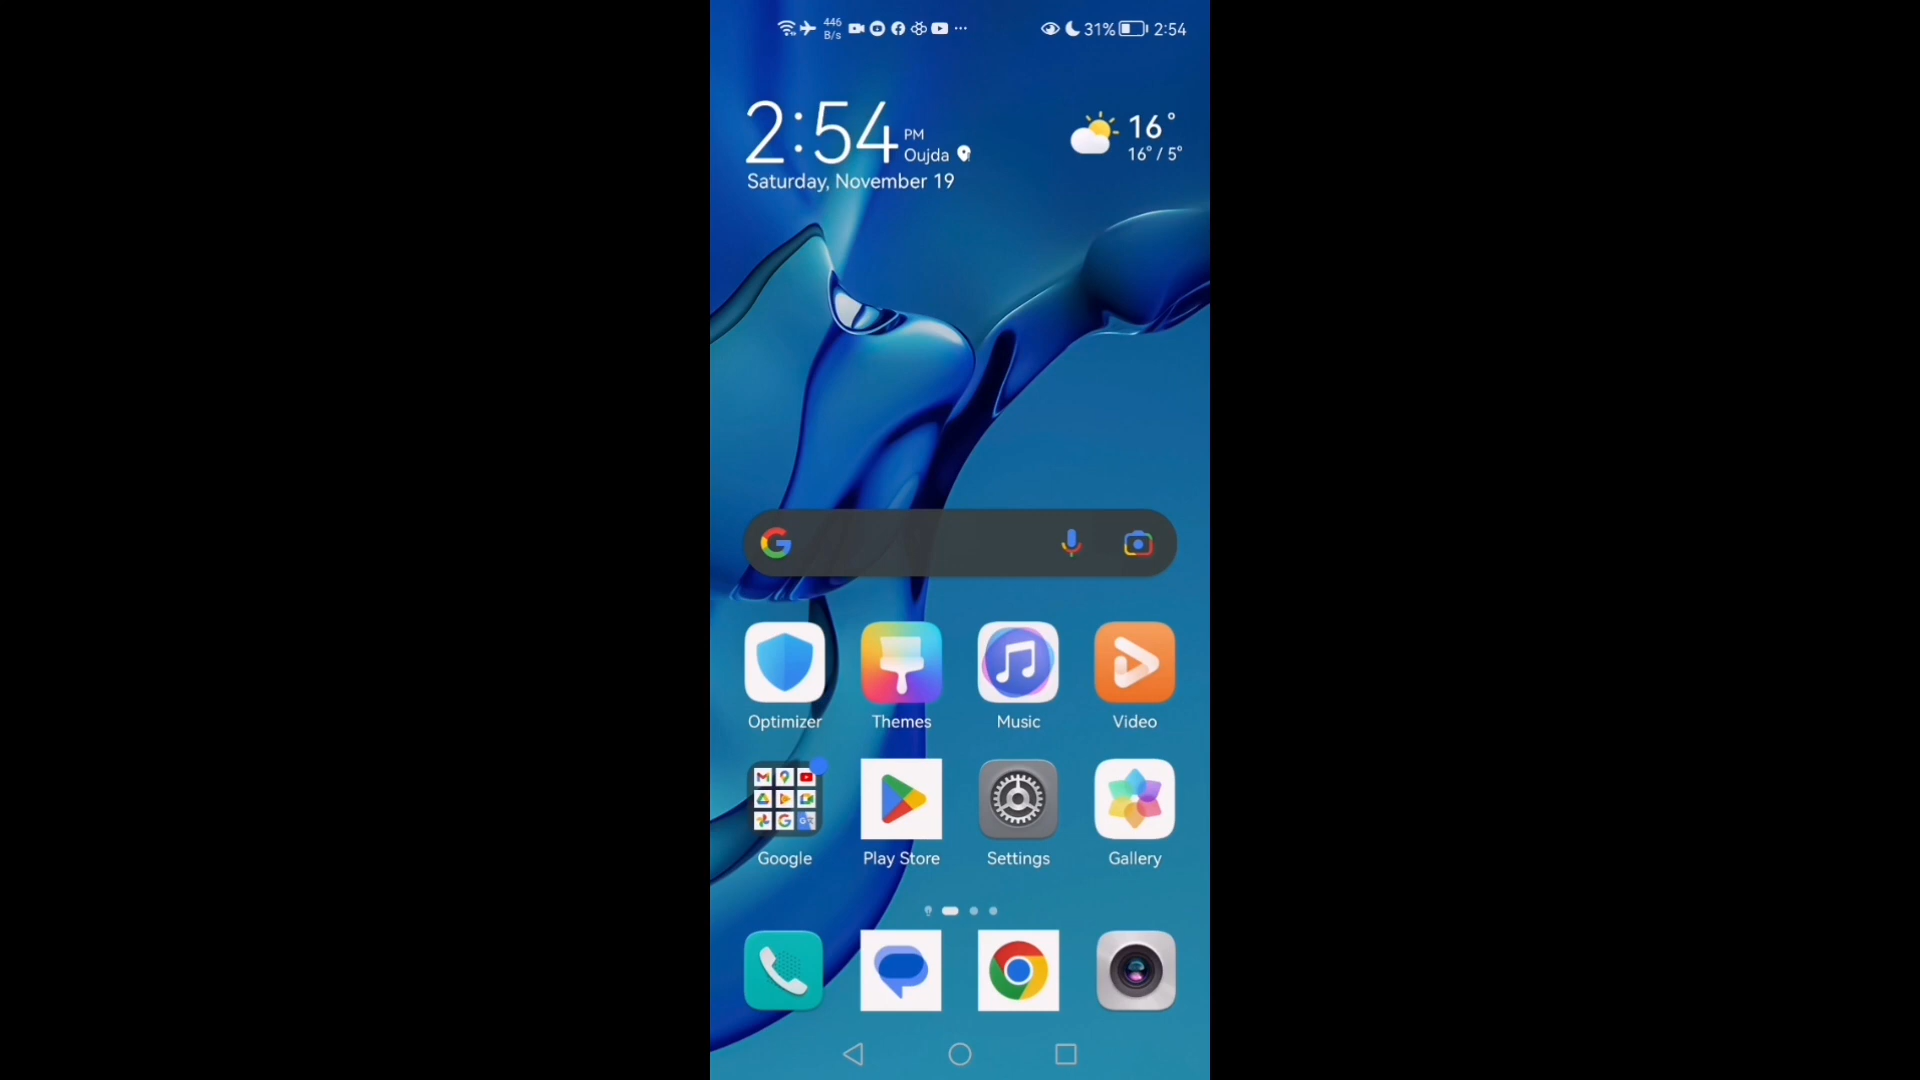 446
B/s
31%
2:54
2:54 PM
Oujda
Saturday, November 19
16°
16° / 5°
Optimizer
Themes
Music
Video
Google
Play Store
Settings
Gallery